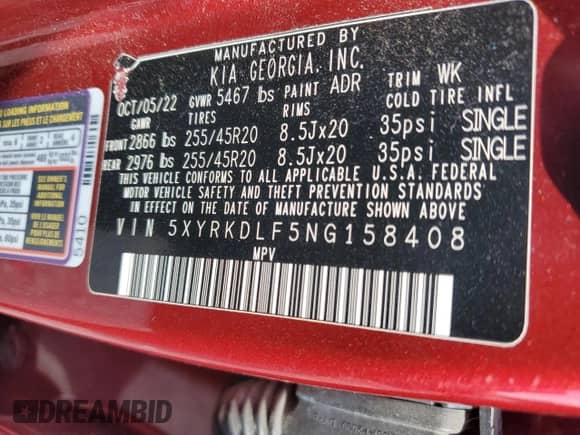 MANUFACTURED BY
KIA GEORGIA, INC.
OCT/05/22 GVWR 5467 lbs PAINT ADR TRIM WK
GAWR TIRES RIMS COLD TIRE INFL
FRONT 2866 lbs 255/45R20 8.5Jx20 35psi SINGLE
REAR 2976 lbs 255/45R20 8.5Jx20 35psi SINGLE
THIS VEHICLE CONFORMS TO ALL APPLICABLE U.S.A. FEDERAL
MOTOR VEHICLE SAFETY AND THEFT PREVENTION STANDARDS
IN EFFECT ON THE DATE OF MANUFACTURE SHOWN ABOVE.
VIN 5XYRKDLF5NG158408
MPV
LOADING INFORMATION
5410
DREAMBID